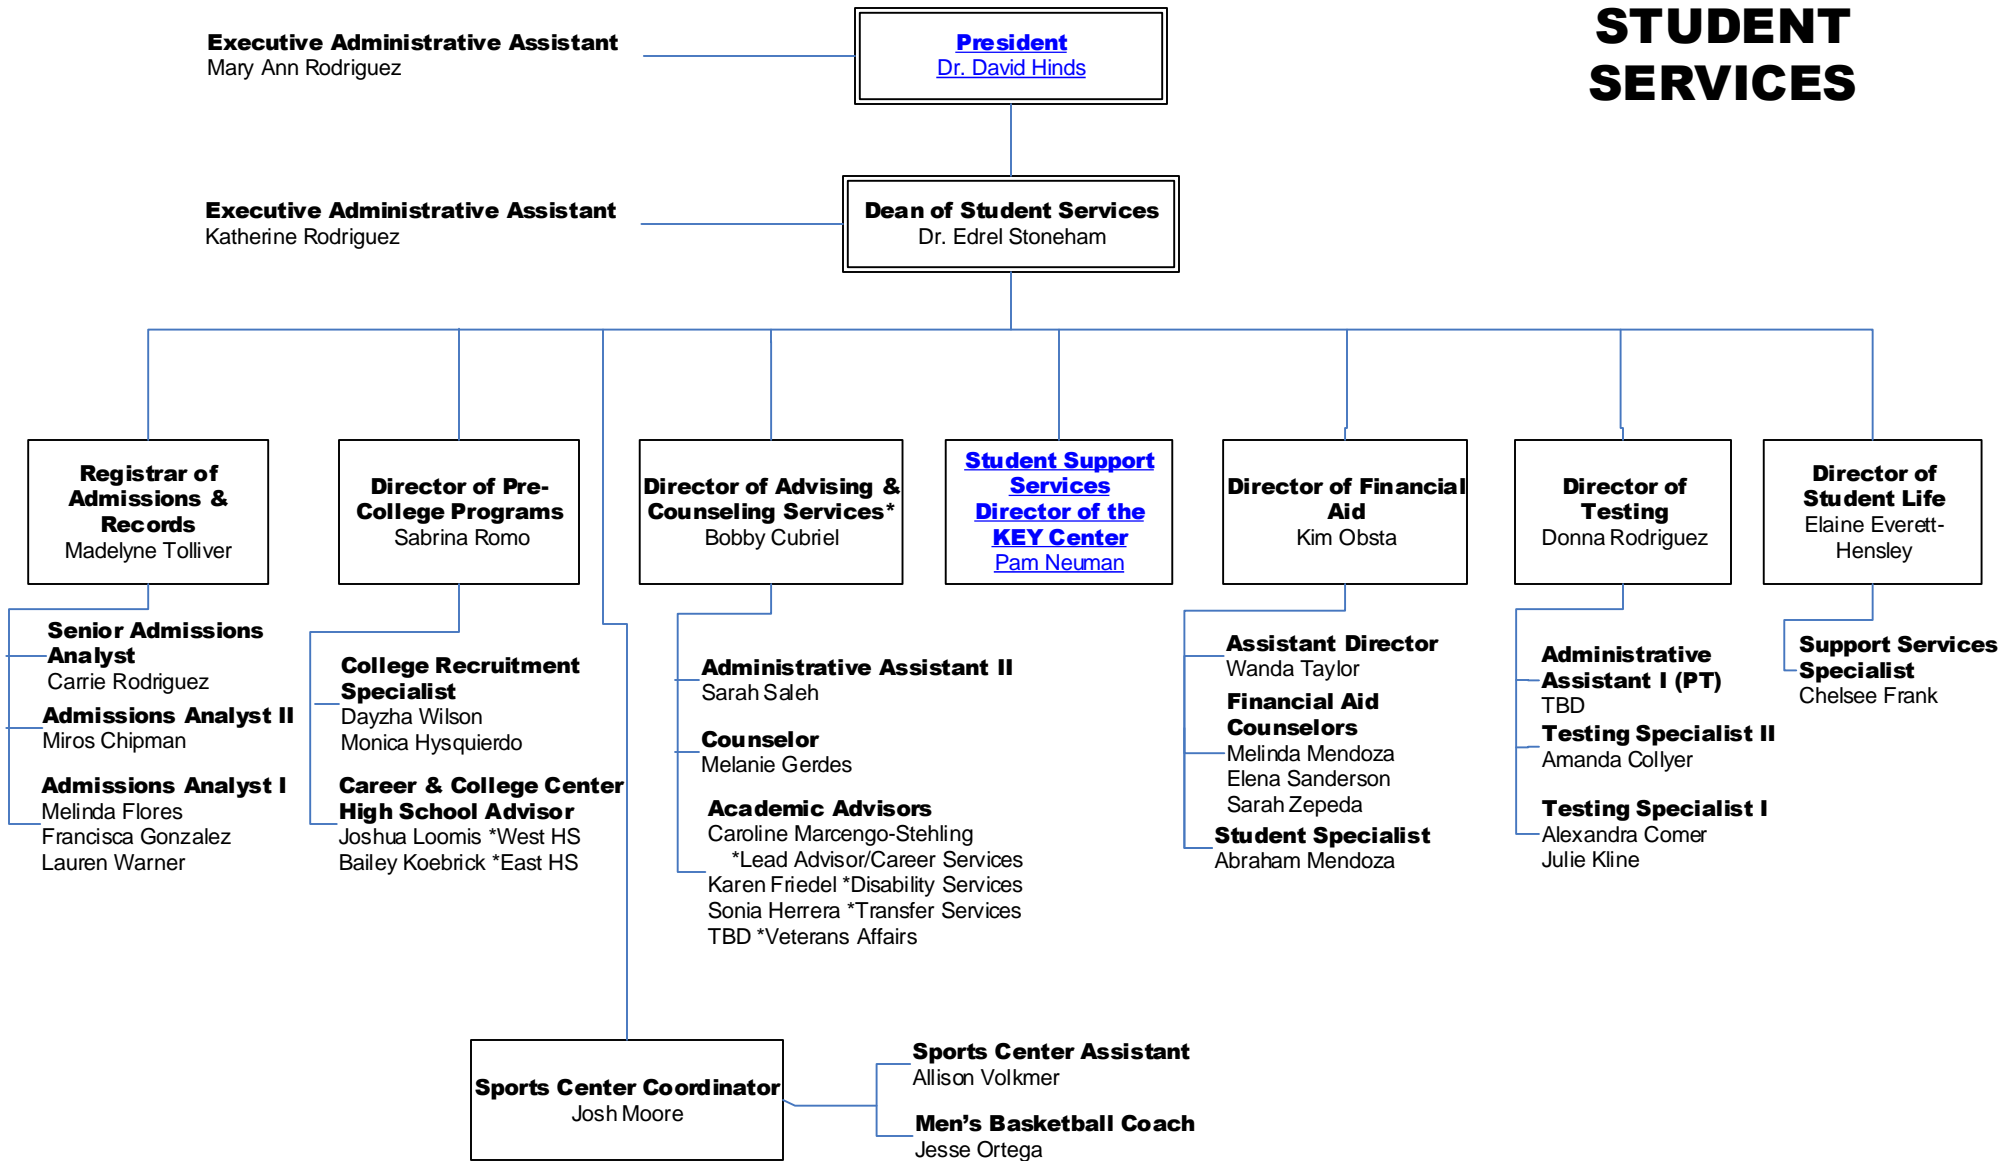 STUDENT
SERVICES
Executive Administrative Assistant
Mary Ann Rodriguez
President
Dr. David Hinds
Executive Administrative Assistant
Katherine Rodriguez
Dean of Student Services
Dr. Edrel Stoneham
Registrar of
Admissions &
Records
Madelyne Tolliver
Senior Admissions
Analyst
Carrie Rodriguez
Admissions Analyst II
Miros Chipman
Admissions Analyst I
Melinda Flores
Francisca Gonzalez
Lauren Warner
Director of Pre-
College Programs
Sabrina Romo
College Recruitment
Specialist
Dayzha Wilson
Monica Hysquierdo
Career & College Center
High School Advisor
Joshua Loomis *West HS
Bailey Koebrick *East HS
Director of Advising &
Counseling Services*
Bobby Cubriel
Administrative Assistant II
Sarah Saleh
Counselor
Melanie Gerdes
Academic Advisors
Caroline Marcengo-Stehling
*Lead Advisor/Career Services
Karen Friedel *Disability Services
Sonia Herrera *Transfer Services
TBD *Veterans Affairs
Student Support
Services
Director of the
KEY Center
Pam Neuman
Director of Financial
Aid
Kim Obsta
Assistant Director
Wanda Taylor
Financial Aid
Counselors
Melinda Mendoza
Elena Sanderson
Sarah Zepeda
Student Specialist
Abraham Mendoza
Director of
Testing
Donna Rodriguez
Administrative
Assistant I (PT)
TBD
Testing Specialist II
Amanda Collyer
Testing Specialist I
Alexandra Comer
Julie Kline
Director of
Student Life
Elaine Everett-
Hensley
Support Services
Specialist
Chelsee Frank
Sports Center Coordinator
Josh Moore
Sports Center Assistant
Allison Volkmer
Men's Basketball Coach
Jesse Ortega